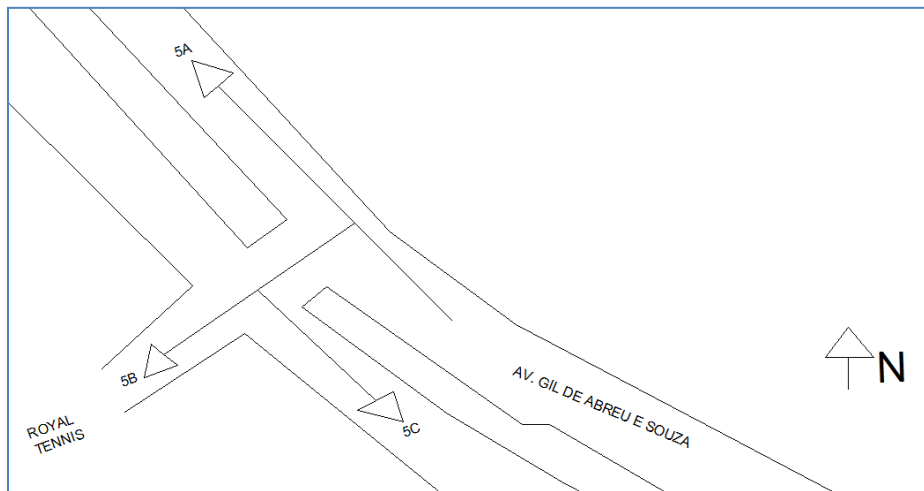 5A
5B
5C
ROYAL
TENNIS
AV. GIL DE ABREU E SOUZA
N